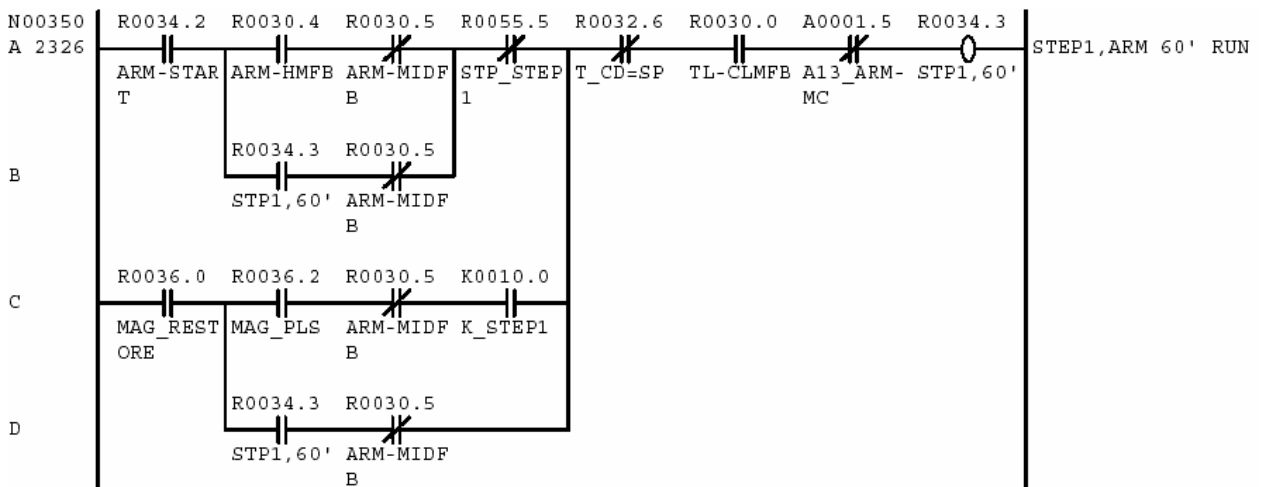 N00350 R0034.2 R0030.4 R0030.5 R0055.5 R0032.6 R0030.0 A0001.5 R0034.3
A 2326 STEP1,ARM 60' RUN
ARM-STAR ARM-HMFB ARM-MIDF STP_STEP T_CD=SP TL-CLMFB A13_ARM- STP1,60'
T B 1 MC
R0034.3 R0030.5
B
STP1,60' ARM-MIDF
B
R0036.0 R0036.2 R0030.5 K0010.0
C
MAG_REST MAG_PLS ARM-MIDF K_STEP1
ORE B
R0034.3 R0030.5
D
STP1,60' ARM-MIDF
B